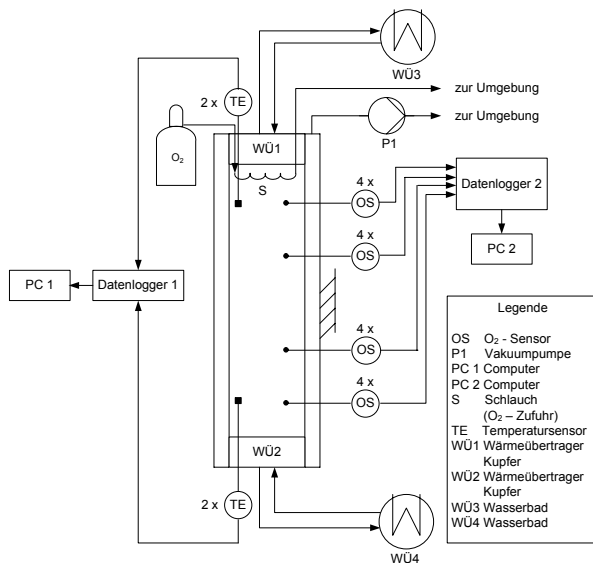 WÜ3
zur Umgebung
2 x
TE
zur Umgebung
P1
O₂
WÜ1
S
4 x
OS
Datenlogger 2
4 x
OS
PC 2
PC 1
Datenlogger 1
4 x
OS
4 x
OS
WÜ2
2 x
TE
WÜ4
Legende
OS O₂ - Sensor
P1 Vakuumpumpe
PC 1 Computer
PC 2 Computer
S Schlauch
(O₂ – Zufuhr)
TE Temperatursensor
WÜ1 Wärmeübertrager
Kupfer
WÜ2 Wärmeübertrager
Kupfer
WÜ3 Wasserbad
WÜ4 Wasserbad